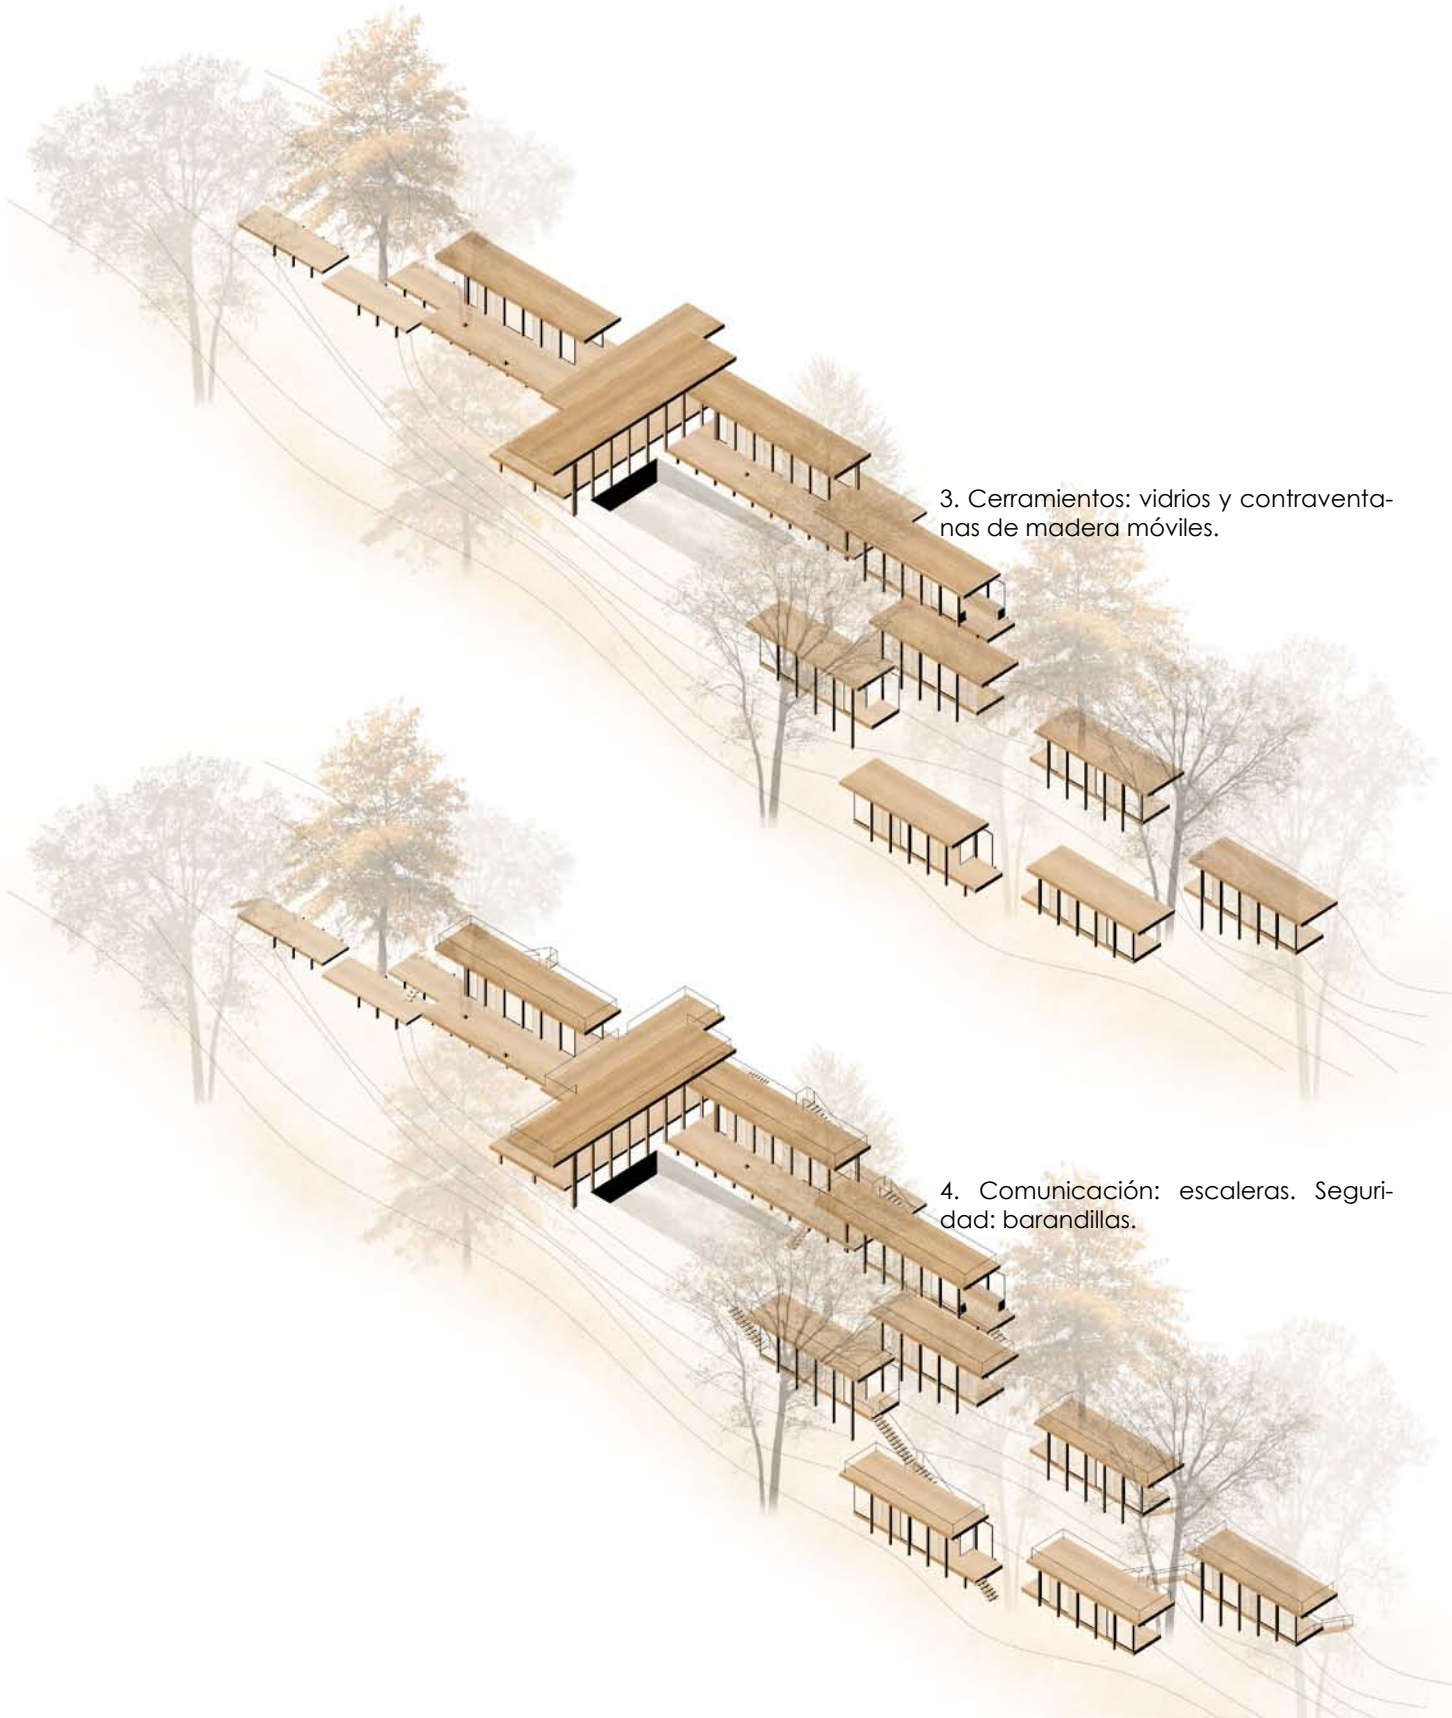 3. Cerramientos: vidrios y contraventa-
nas de madera móviles.
4. Comunicación: escaleras. Seguri-
dad: barandillas.